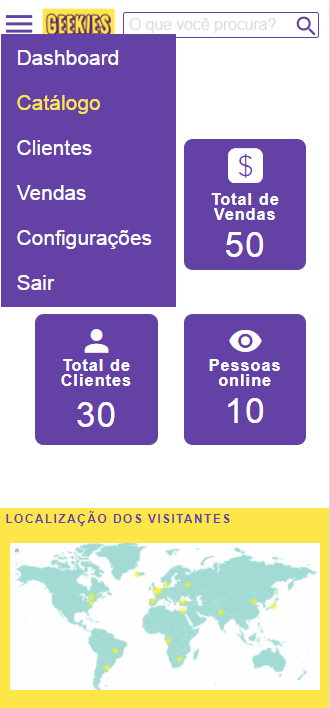 GEEKIES
O que você procura?
Dashboard
Catálogo
Clientes
Vendas
Configurações
Sair
$
Total de
Vendas
50
Total de
Clientes
30
Pessoas
online
10
LOCALIZAÇÃO DOS VISITANTES